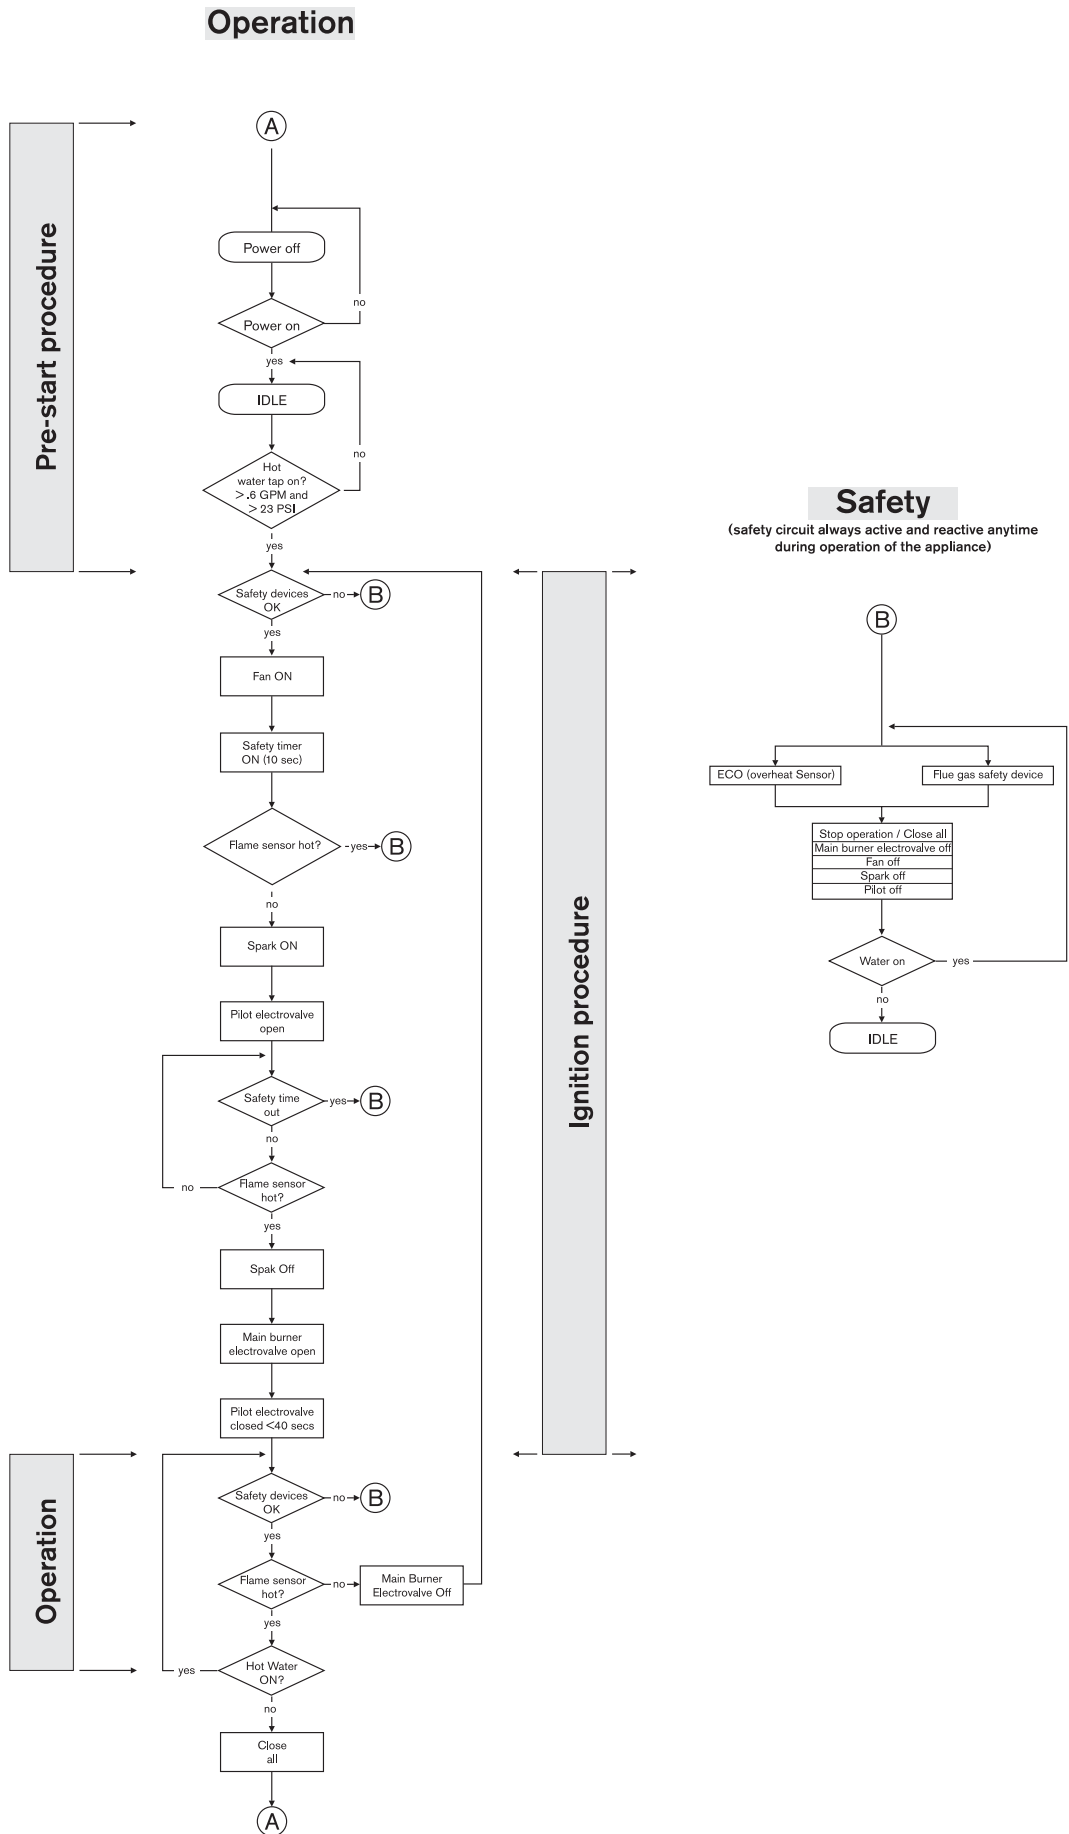 Operation
Pre-start procedure
A
Power off
no
Power on
yes
IDLE
no
Hot
water tap on?
> .6 GPM and
> 23 PSI
yes
Safety devices
OK
no
B
yes
Fan ON
Safety timer
ON (10 sec)
Flame sensor hot?
yes
B
no
Spark ON
Pilot electrovalve
open
Safety time
out
yes
B
no
Flame sensor
hot?
no
yes
Spak Off
Main burner
electrovalve open
Pilot electrovalve
closed <40 secs
Ignition procedure
Operation
Safety devices
OK
no
B
yes
Flame sensor
hot?
no
Main Burner
Electrovalve Off
yes
Hot Water
ON?
yes
no
Close
all
A
Safety
(safety circuit always active and reactive anytime
during operation of the appliance)
B
ECO (overheat Sensor)
Flue gas safety device
Stop operation / Close all
Main burner electrovalve off
Fan off
Spark off
Pilot off
Water on
yes
no
IDLE